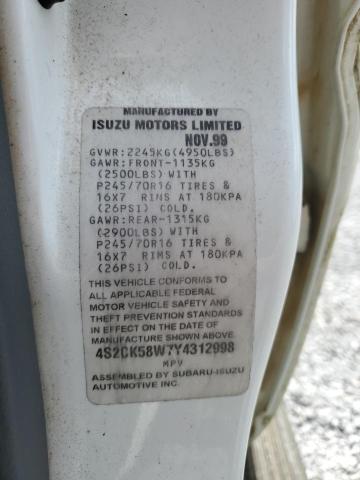 MANUFACTURED BY
ISUZU MOTORS LIMITED
NOV.99
GVWR:2245KG(4950LBS)
GAWR:FRONT-1135KG
(2500LBS)WITH
P245/70R16 TIRES &
16X7 RIMS AT 180KPA
(26PSI) COLD.
GAWR:REAR-1315KG
(2900LBS)WITH
P245/70R16 TIRES &
16X7 RIMS AT 180KPA
(26PSI) COLD.
THIS VEHICLE CONFORMS TO
ALL APPLICABLE FEDERAL
MOTOR VEHICLE SAFETY AND
THEFT PREVENTION STANDARDS
IN EFFECT ON THE DATE OF
MANUFACTURE SHOWN ABOVE.
4S2CK58W7Y4312998
MPV
ASSEMBLED BY SUBARU-ISUZU
AUTOMOTIVE INC.